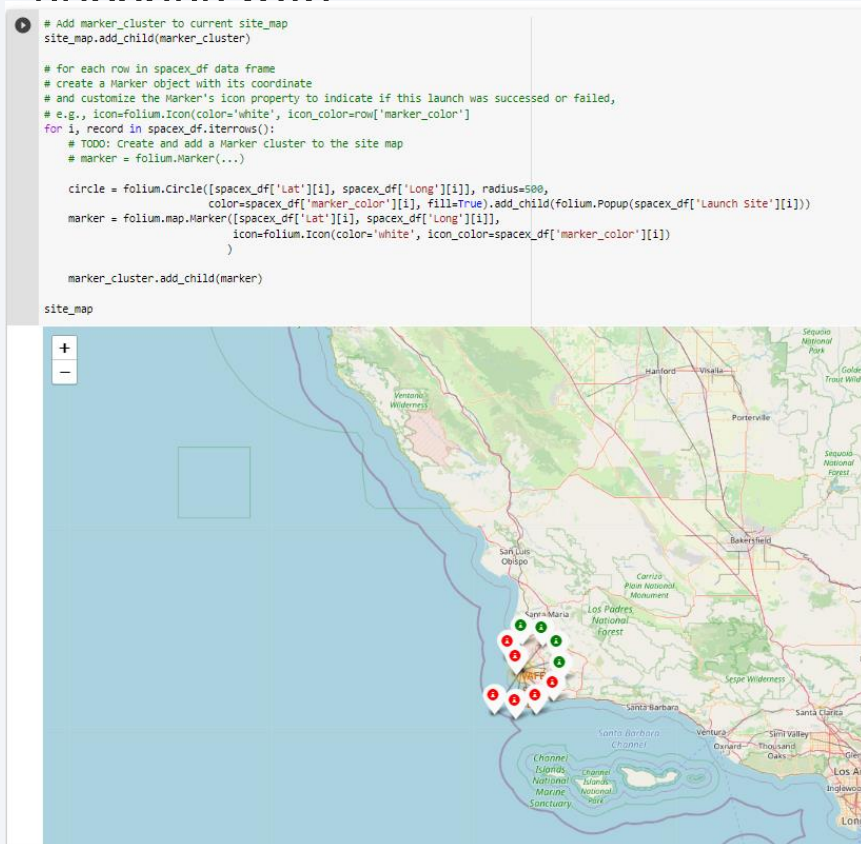 # Add marker_cluster to current site_map
site_map.add_child(marker_cluster)
# for each row in spacex_df data frame
# create a Marker object with its coordinate
# and customize the Marker's icon property to indicate if this launch was successed or failed,
# e.g., icon=folium.Icon(color='white', icon_color=row['marker_color']
for i, record in spacex_df.iterrows():
# TODO: Create and add a Marker cluster to the site map
# marker = folium.Marker(...)
circle = folium.Circle([spacex_df['Lat'][i], spacex_df['Long'][i]], radius=500,
color=spacex_df['marker_color'][i], fill=True).add_child(folium.Popup(spacex_df['Launch Site'][i]))
marker = folium.map.Marker([spacex_df['Lat'][i], spacex_df['Long'][i]],
icon=folium.Icon(color='white', icon_color=spacex_df['marker_color'][i])
)
marker_cluster.add_child(marker)
site_map
+
−
Sequoia
National
Park
Hanford
Visalia
Ventana
Wilderness
Porterville
Sequoia
National
Forest
Bakersfield
San Luis
Obispo
Carrizo
Plain National
Monument
Santa Maria
Los Padres
National
Forest
Sespe Wilderness
Santa Barbara
Santa Clarita
Santa Barbara
Channel
Ventura
Simi Valley
Oxnard
Thousand
Oaks
Channel
Islands
National
Marine
Sanctuary
Channel
Islands
National
Park
Los A
Inglewoo
Lon